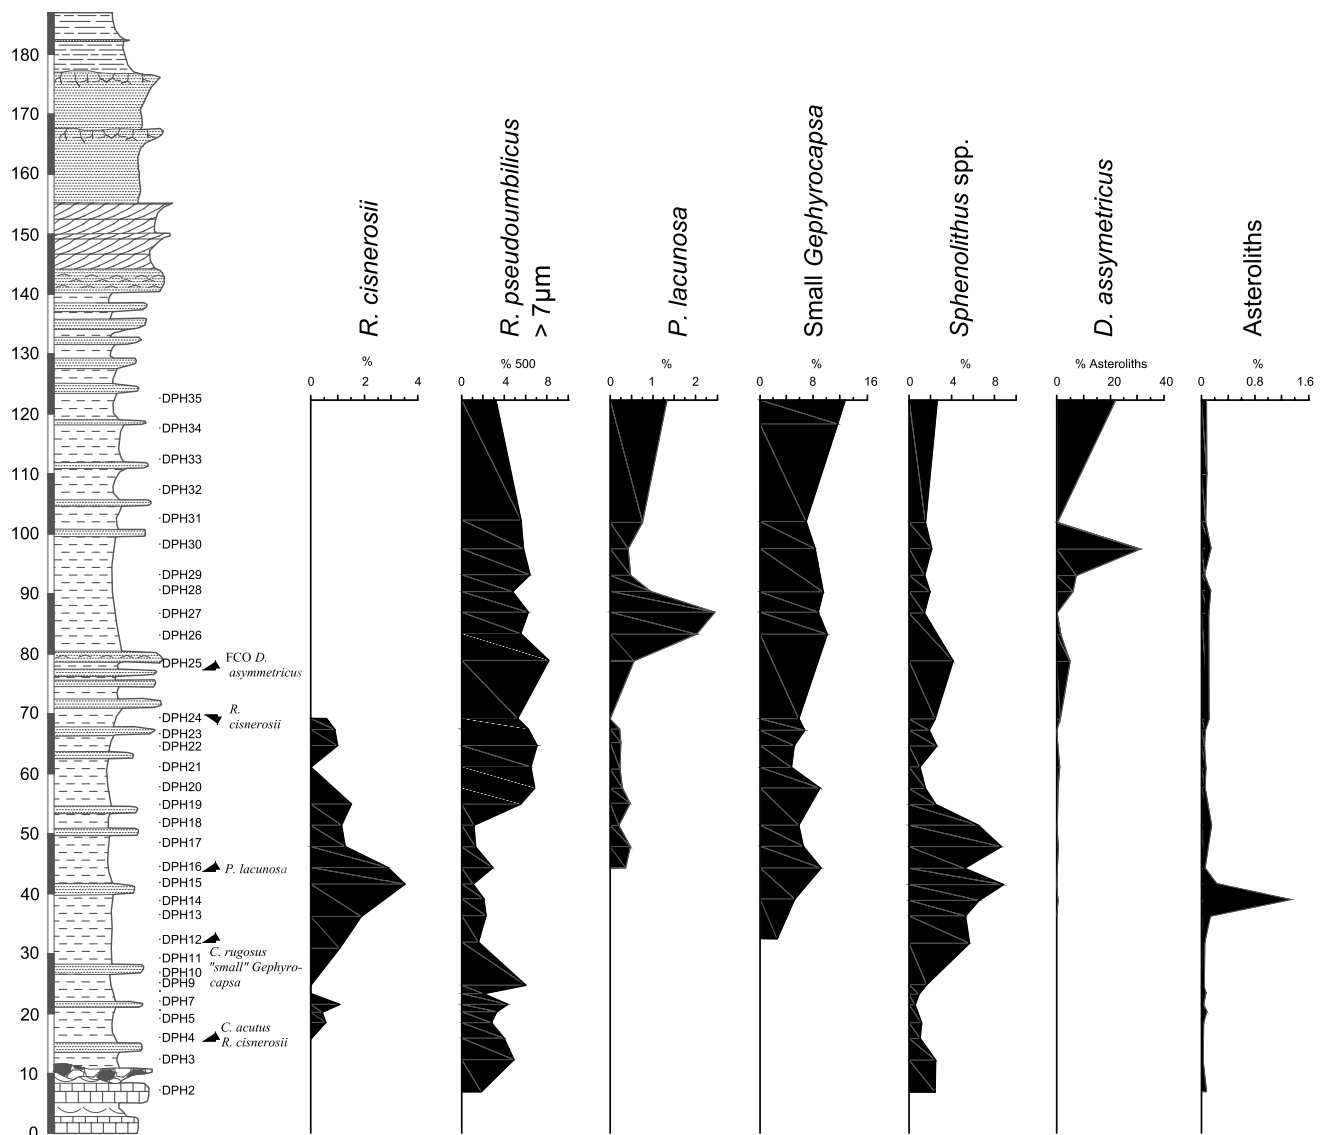 R. cisnerosii
R. pseudoumbilicus
> 7µm
P. lacunosa
Small Gephyrocapsa
Sphenolithus spp.
D. assymetricus
Asteroliths
%
% 500
%
%
%
% Asteroliths
%
0 2 4
0 4 8
0 1 2
0 8 16
0 4 8
0 20 40
0 0.8 1.6
180
170
160
150
140
130
120
110
100
90
80
70
60
50
40
30
20
10
0
DPH35
DPH34
DPH33
DPH32
DPH31
DPH30
DPH29
DPH28
DPH27
DPH26
DPH25
DPH24
DPH23
DPH22
DPH21
DPH20
DPH19
DPH18
DPH17
DPH16
DPH15
DPH14
DPH13
DPH12
DPH11
DPH10
DPH9
DPH7
DPH5
DPH4
DPH3
DPH2
FCO D.
asymmetricus
R.
cisnerosii
P. lacunosa
C. rugosus
"small" Gephyro-
capsa
C. acutus
R. cisnerosii